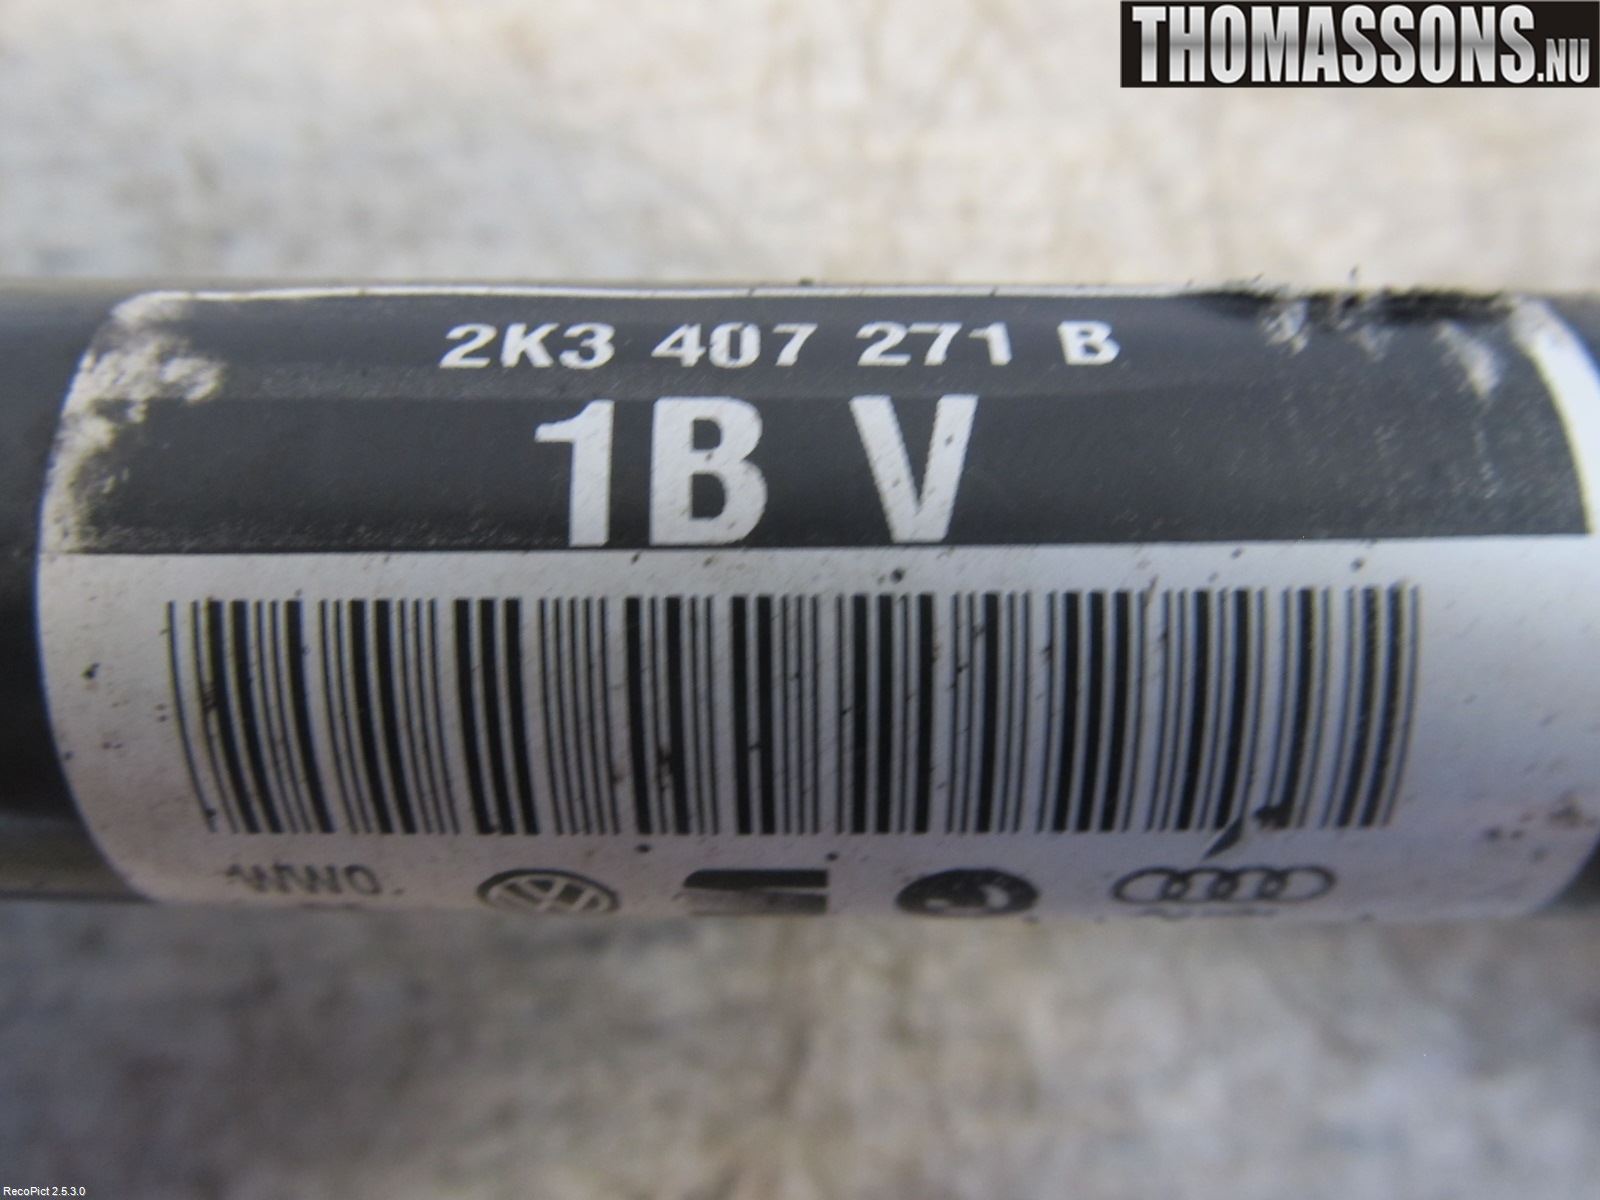 THOMASSONS.NU
2K3 407 271 B
1B V
RecoPict 2.5.3.0